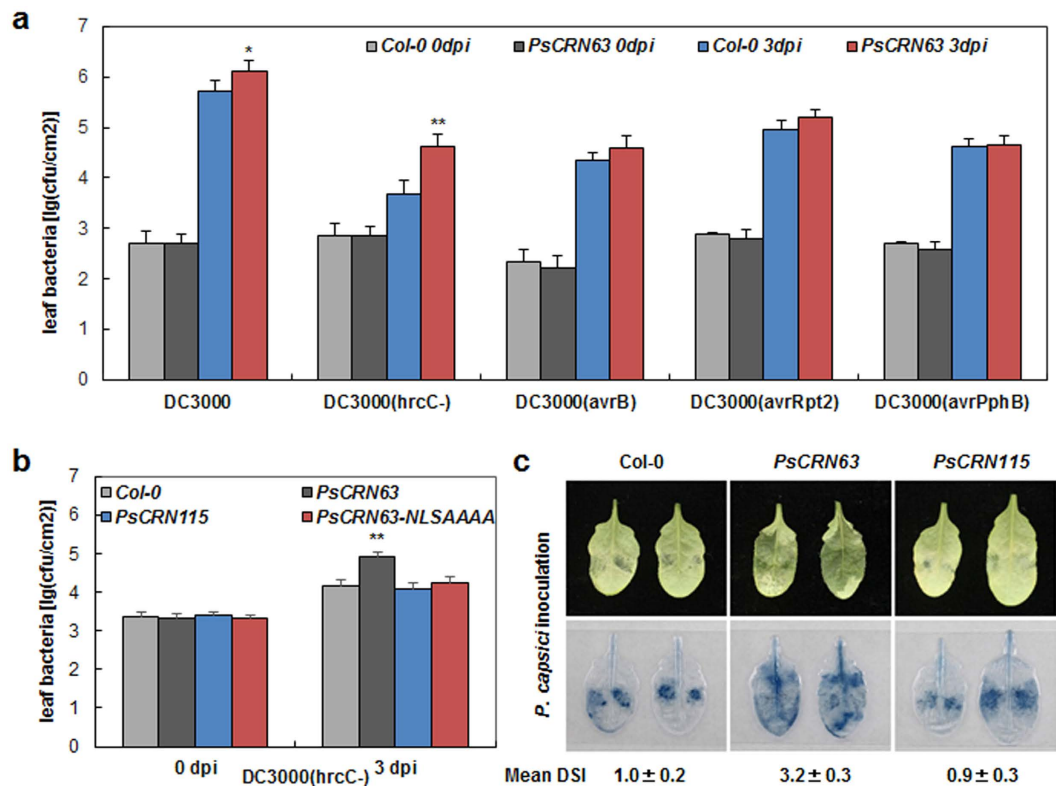 a
7
6
5
4
3
2
1
0
leaf bacteria [lg(cfu/cm2)]
Col-0 0dpi PsCRN63 0dpi Col-0 3dpi PsCRN63 3dpi
*
**
DC3000 DC3000(hrcC-) DC3000(avrB) DC3000(avrRpt2) DC3000(avrPphB)
b
7
6
5
4
3
2
1
0
leaf bacteria [lg(cfu/cm2)]
Col-0 PsCRN63
PsCRN115 PsCRN63-NLSAAAA
**
0 dpi 3 dpi
DC3000(hrcC-)
c
Col-0 PsCRN63 PsCRN115
P. capsici inoculation
Mean DSI 1.0 ± 0.2 3.2 ± 0.3 0.9 ± 0.3